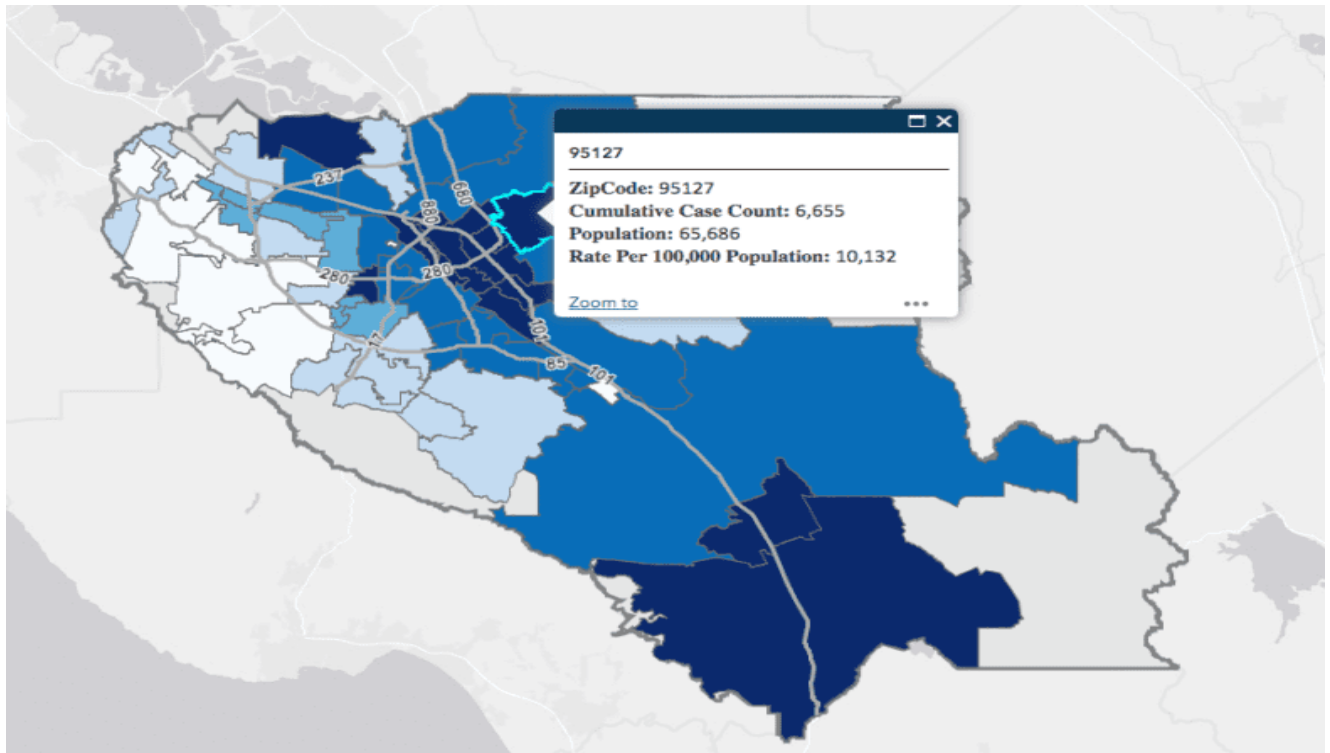 95127
ZipCode: 95127
Cumulative Case Count: 6,655
Population: 65,686
Rate Per 100,000 Population: 10,132
Zoom to
237
680
880
280
280
101
17
85
101